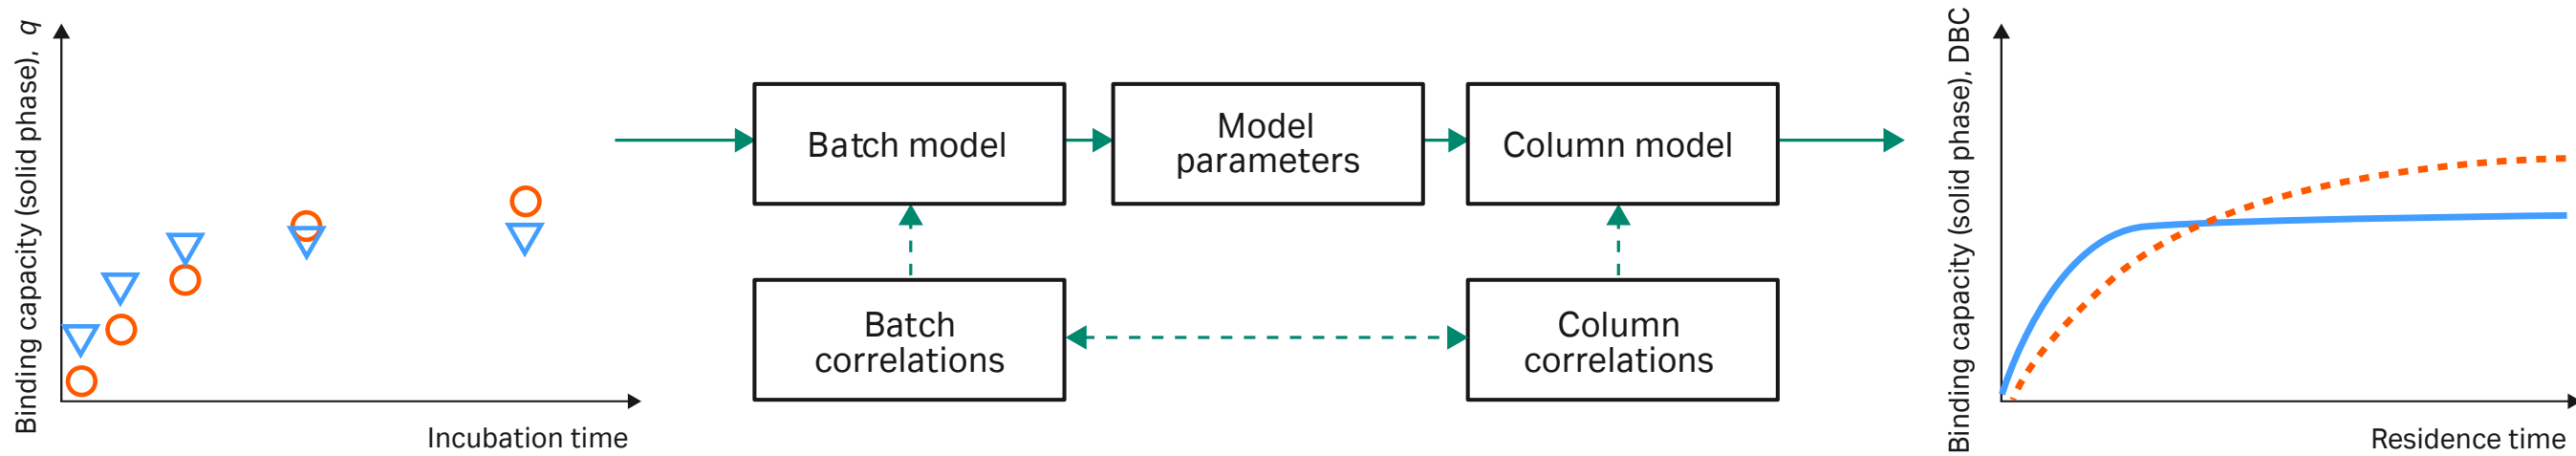 Binding capacity (solid phase), q
Incubation time
Batch model
Model
parameters
Column model
Batch
correlations
Column
correlations
Binding capacity (solid phase), DBC
Residence time